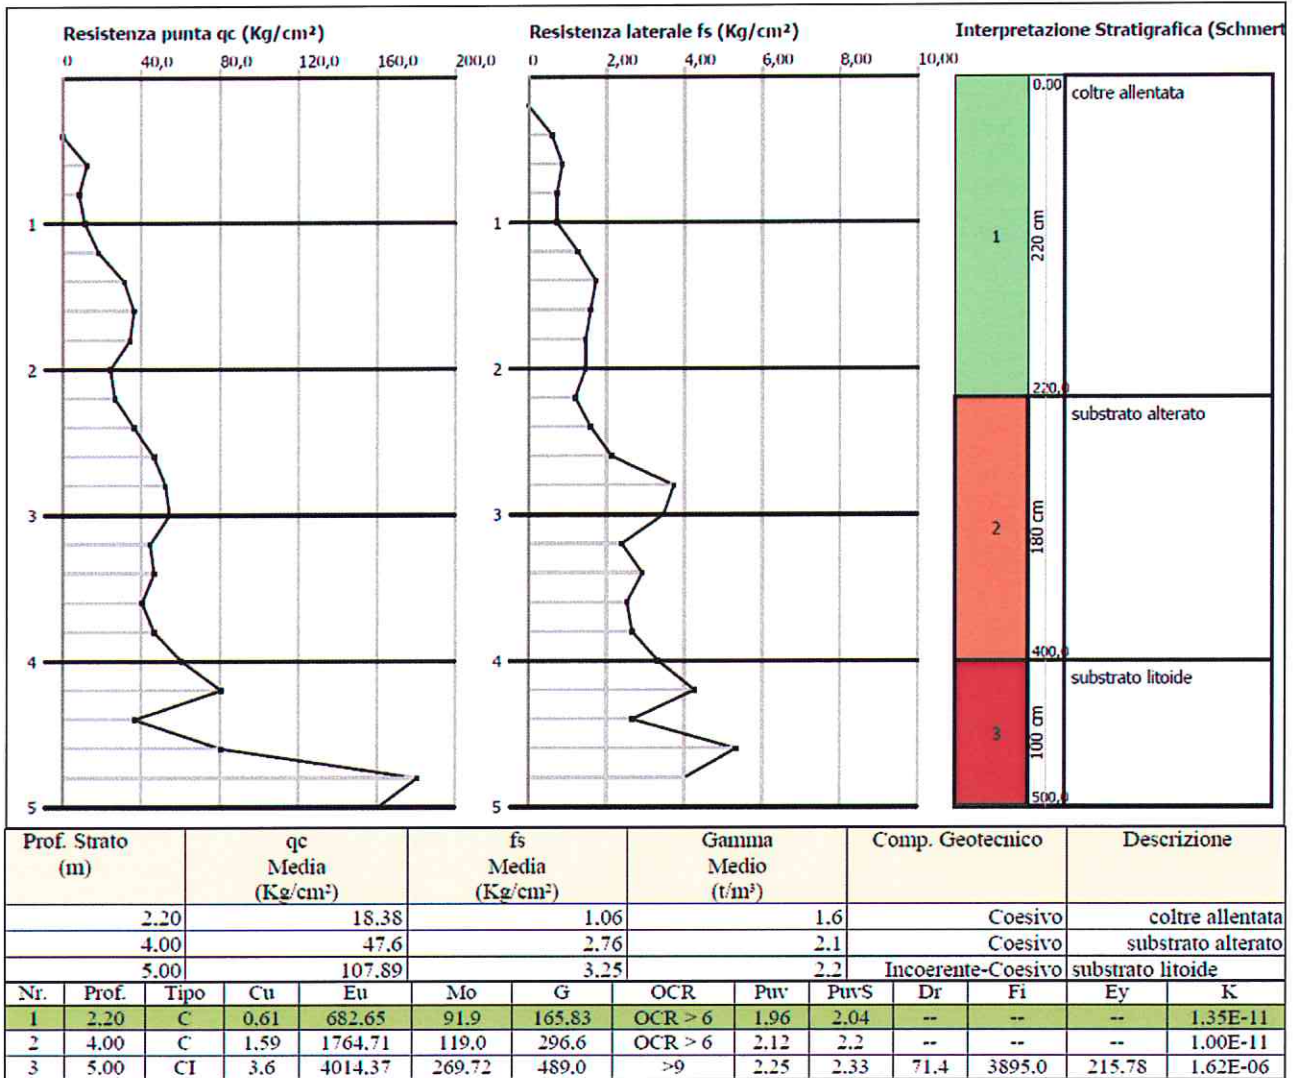 Resistenza punta qc (Kg/cm²)
0 40,0 80,0 120,0 160,0 200,0
1
2
3
4
5
Resistenza laterale fs (Kg/cm²)
0 2,00 4,00 6,00 8,00 10,00
1
2
3
4
5
Interpretazione Stratigrafica (Schmert
0.00
coltre allentata
1
220 cm
220,0
substrato alterato
2
180 cm
400,0
substrato litoide
3
100 cm
500,0
Prof. Strato (m) qc Media (Kg/cm²) fs Media (Kg/cm²) Gamma Medio (t/m³) Comp. Geotecnico Descrizione
2.20 18.38 1.06 1.6 Coesivo coltre allentata
4.00 47.6 2.76 2.1 Coesivo substrato alterato
5.00 107.89 3.25 2.2 Incoerente-Coesivo substrato litoide
Nr. Prof. Tipo Cu Eu Mo G OCR Puv PuvS Dr Fi Ey K
1 2.20 C 0.61 682.65 91.9 165.83 OCR > 6 1.96 2.04 -- -- -- 1.35E-11
2 4.00 C 1.59 1764.71 119.0 296.6 OCR > 6 2.12 2.2 -- -- -- 1.00E-11
3 5.00 CI 3.6 4014.37 269.72 489.0 >9 2.25 2.33 71.4 3895.0 215.78 1.62E-06